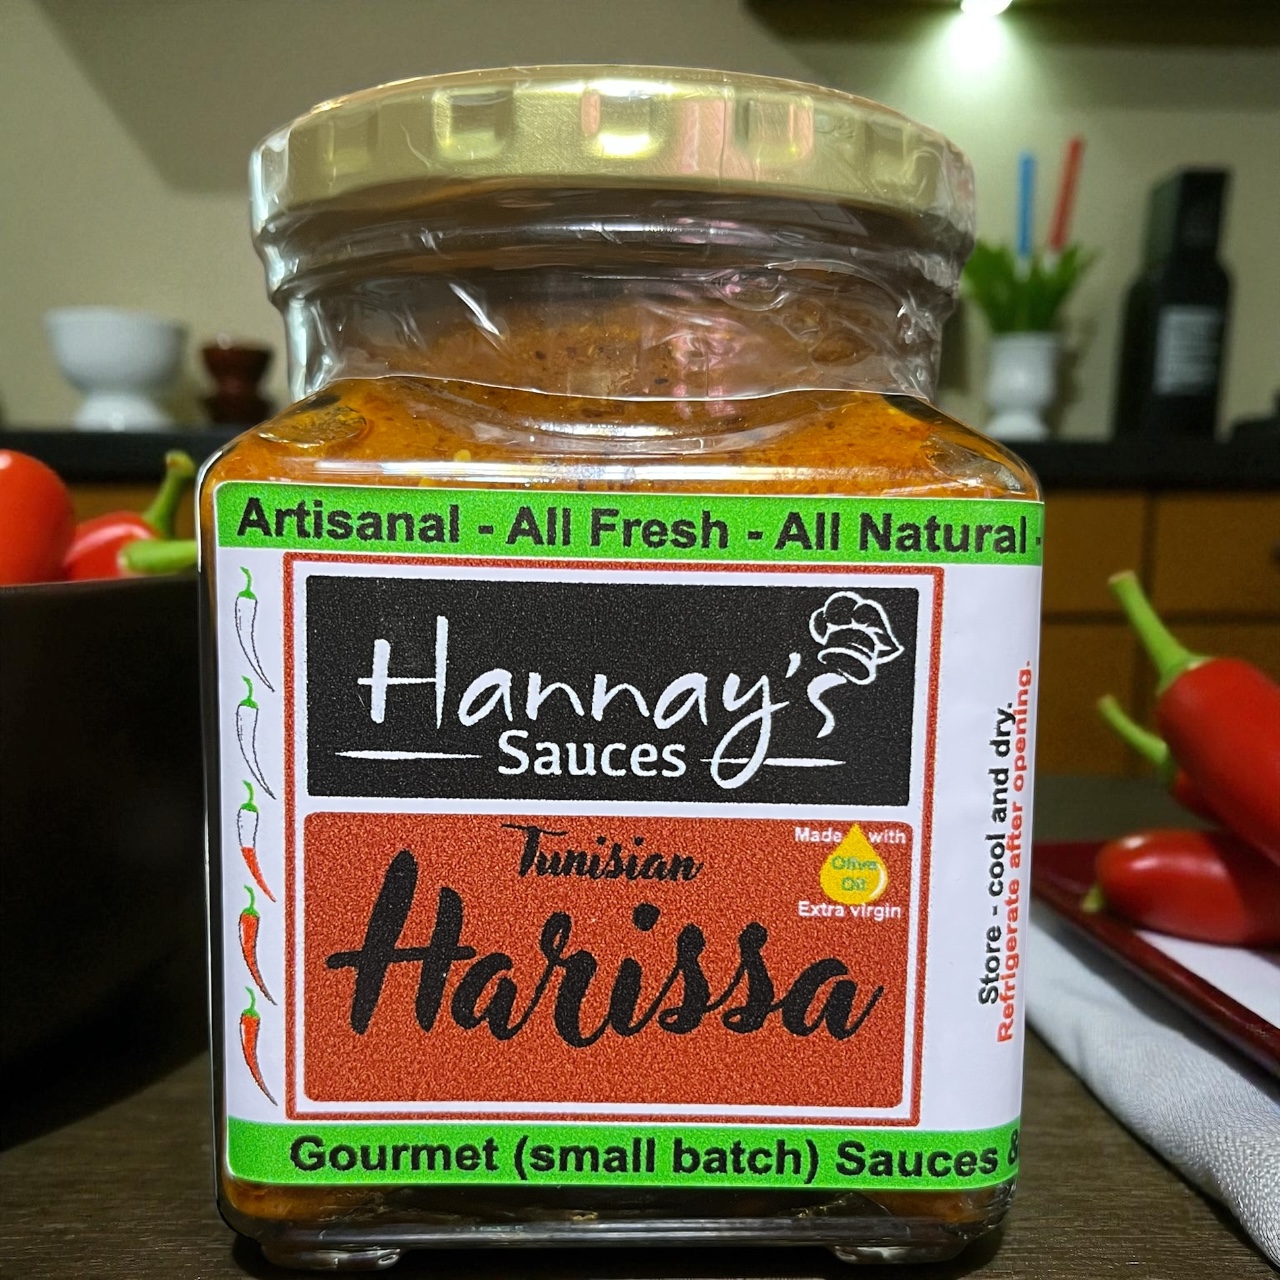 Artisanal - All Fresh - All Natural -
Hannay's
Sauces
Tunisian
Harissa
Made with
Olive
Oil
Extra virgin
Store - cool and dry.
Refrigerate after opening.
Gourmet (small batch) Sauces &